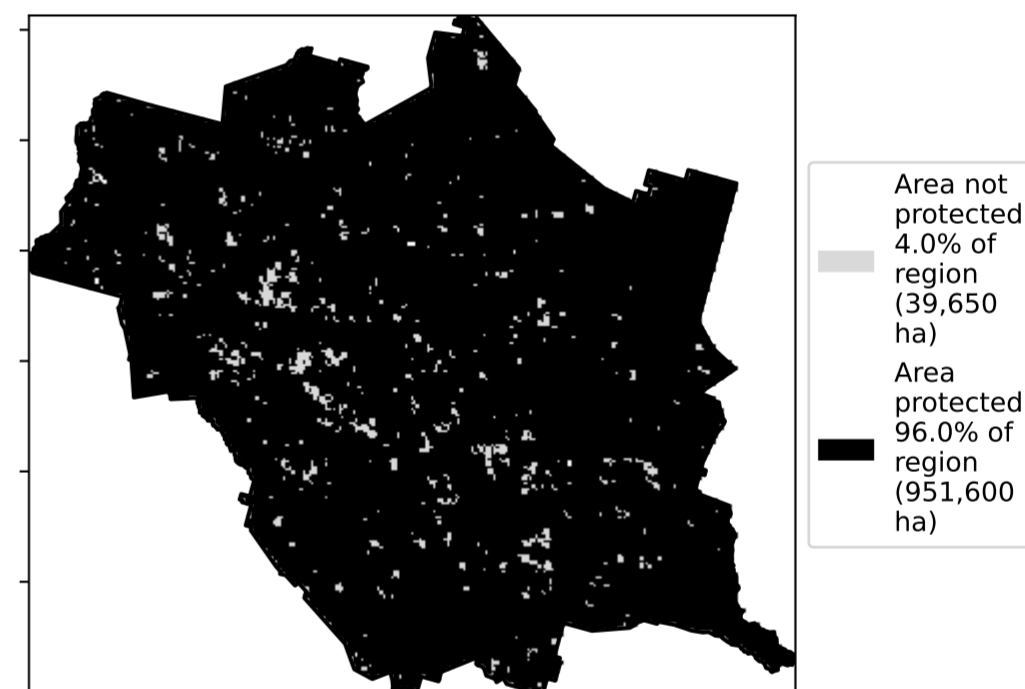 Area not
protected
4.0% of
region
(39,650
ha)
Area
protected
96.0% of
region
(951,600
ha)